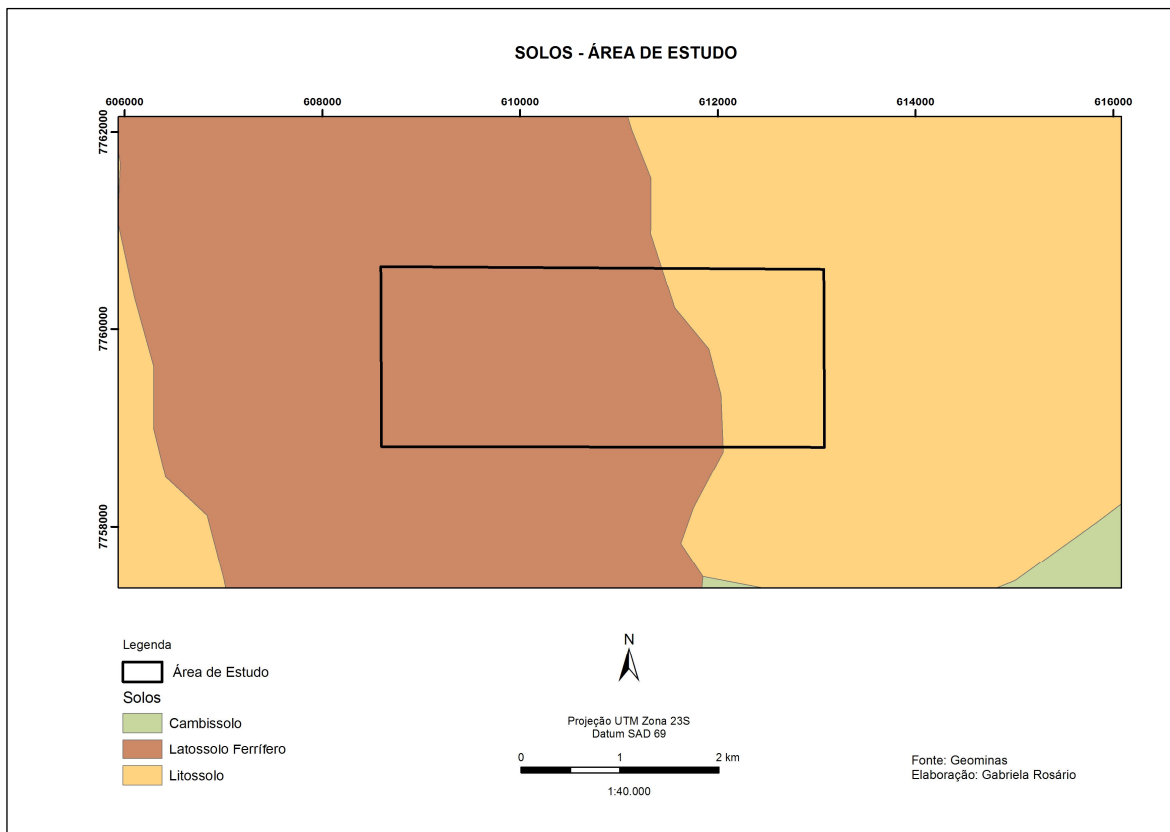 SOLOS - ÁREA DE ESTUDO
606000 608000 610000 612000 614000 616000
7762000
7760000
7758000
Legenda
Área de Estudo
Solos
Cambissolo
Latossolo Ferrífero
Litossolo
N
Projeção UTM Zona 23S
Datum SAD 69
0 1 2 km
1:40.000
Fonte: Geominas
Elaboração: Gabriela Rosário